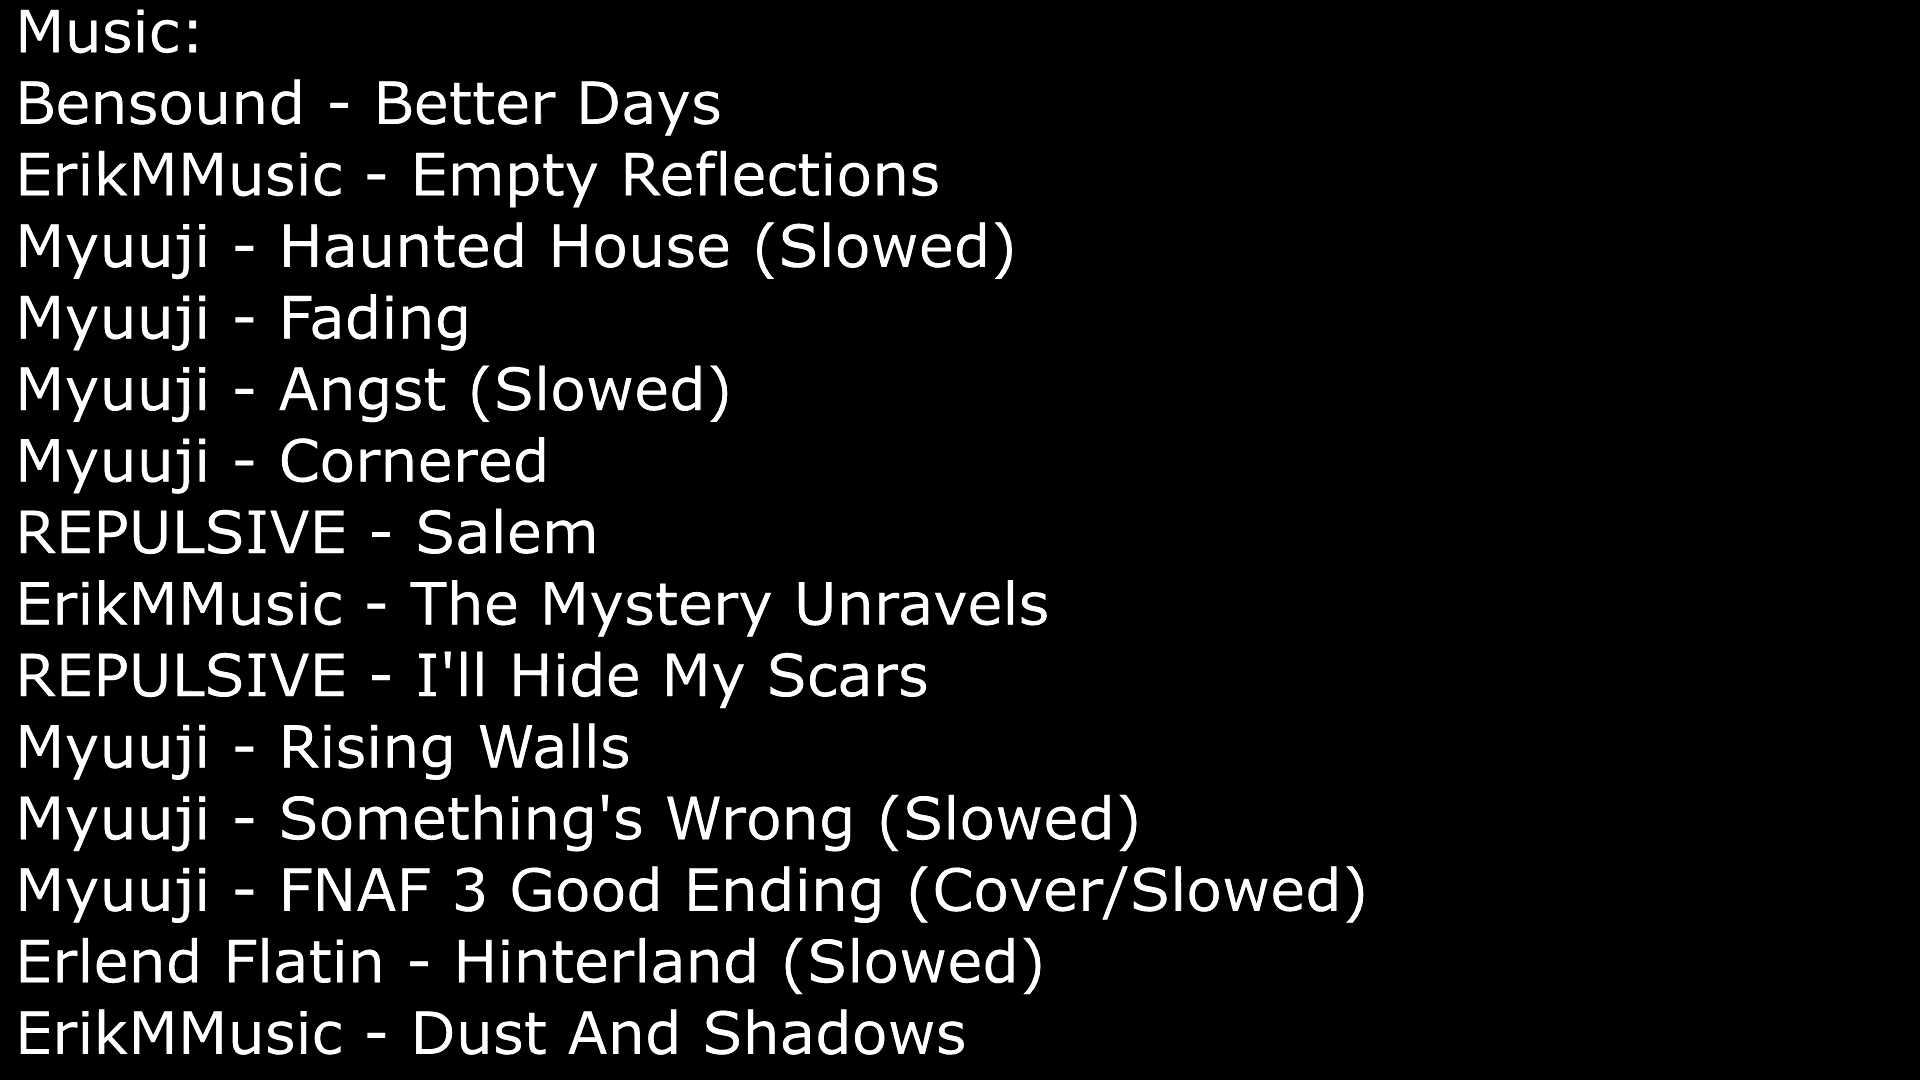 Music:
Bensound - Better Days
ErikMMusic - Empty Reflections
Myuuji - Haunted House (Slowed)
Myuuji - Fading
Myuuji - Angst (Slowed)
Myuuji - Cornered
REPULSIVE - Salem
ErikMMusic - The Mystery Unravels
REPULSIVE - I'll Hide My Scars
Myuuji - Rising Walls
Myuuji - Something's Wrong (Slowed)
Myuuji - FNAF 3 Good Ending (Cover/Slowed)
Erlend Flatin - Hinterland (Slowed)
ErikMMusic - Dust And Shadows